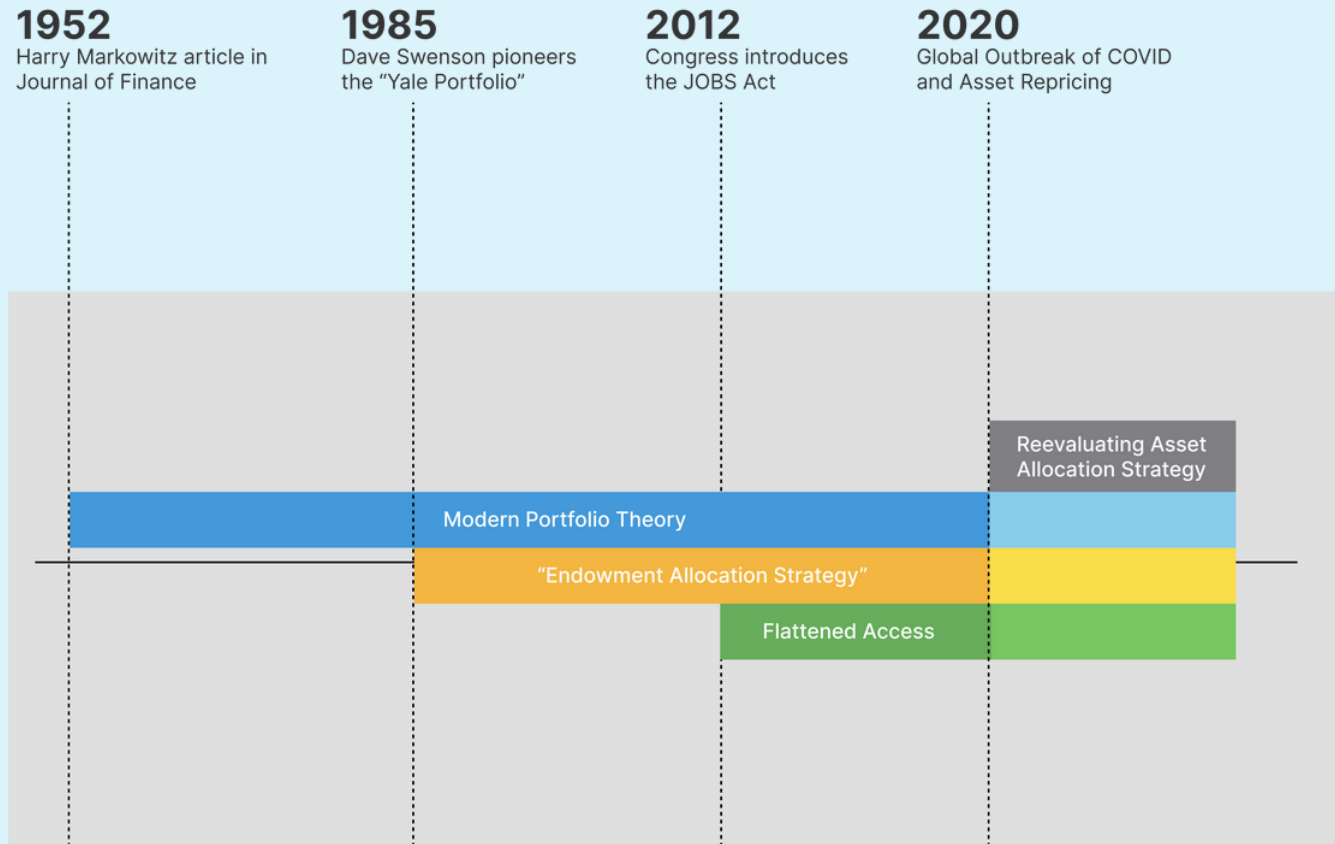 1952
Harry Markowitz article in
Journal of Finance
1985
Dave Swenson pioneers
the “Yale Portfolio”
2012
Congress introduces
the JOBS Act
2020
Global Outbreak of COVID
and Asset Repricing
Reevaluating Asset
Allocation Strategy
Modern Portfolio Theory
“Endowment Allocation Strategy”
Flattened Access